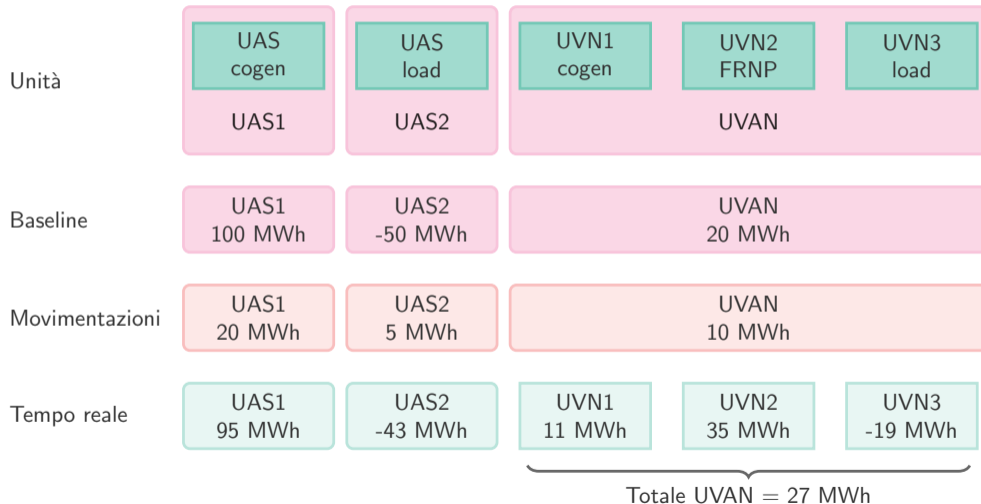 Unità
UAS
cogen
UAS1
UAS
load
UAS2
UVN1
cogen
UVN2
FRNP
UVN3
load
UVAN
Baseline
UAS1
100 MWh
UAS2
-50 MWh
UVAN
20 MWh
Movimentazioni
UAS1
20 MWh
UAS2
5 MWh
UVAN
10 MWh
Tempo reale
UAS1
95 MWh
UAS2
-43 MWh
UVN1
11 MWh
UVN2
35 MWh
UVN3
-19 MWh
Totale UVAN = 27 MWh